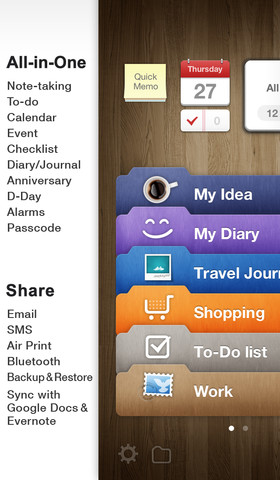 All-in-One
Note-taking
To-do
Calendar
Event
Checklist
Diary/Journal
Anniversary
D-Day
Alarms
Passcode
Share
Email
SMS
Air Print
Bluetooth
Backup & Restore
Sync with
Google Docs &
Evernote
Quick
Memo
Thursday
27
0
All
12
My Idea
My Diary
Travel Jour
Shopping
To-Do list
Work